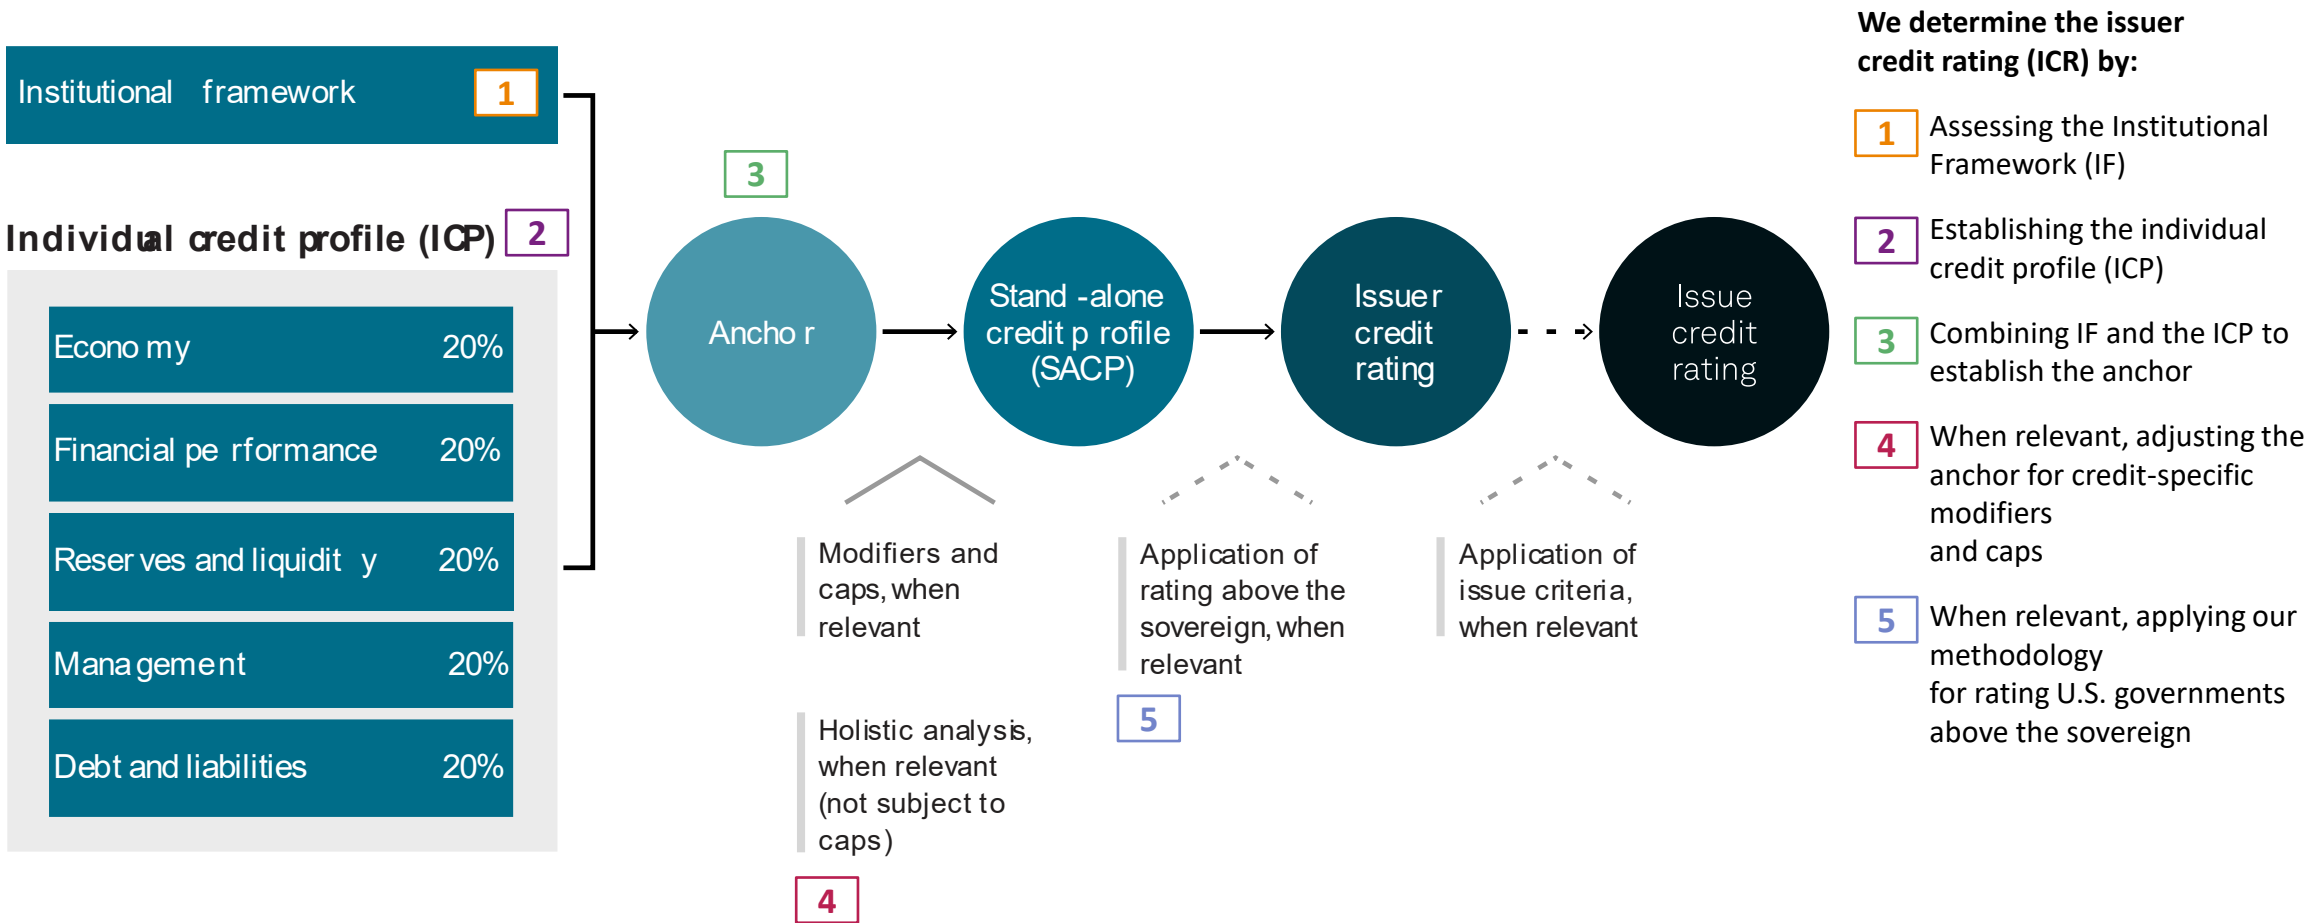 Institutional framework 1
Individual credit profile (ICP) 2
Economy 20%
Financial performance 20%
Reserves and liquidity 20%
Management 20%
Debt and liabilities 20%
3
Anchor
Stand-alone
credit profile
(SACP)
Issuer
credit
rating
Issue
credit
rating
Modifiers and
caps, when
relevant
Holistic analysis,
when relevant
(not subject to
caps)
4
Application of
rating above the
sovereign, when
relevant
5
Application of
issue criteria,
when relevant
We determine the issuer
credit rating (ICR) by:
1 Assessing the Institutional
Framework (IF)
2 Establishing the individual
credit profile (ICP)
3 Combining IF and the ICP to
establish the anchor
4 When relevant, adjusting the
anchor for credit-specific
modifiers
and caps
5 When relevant, applying our
methodology
for rating U.S. governments
above the sovereign